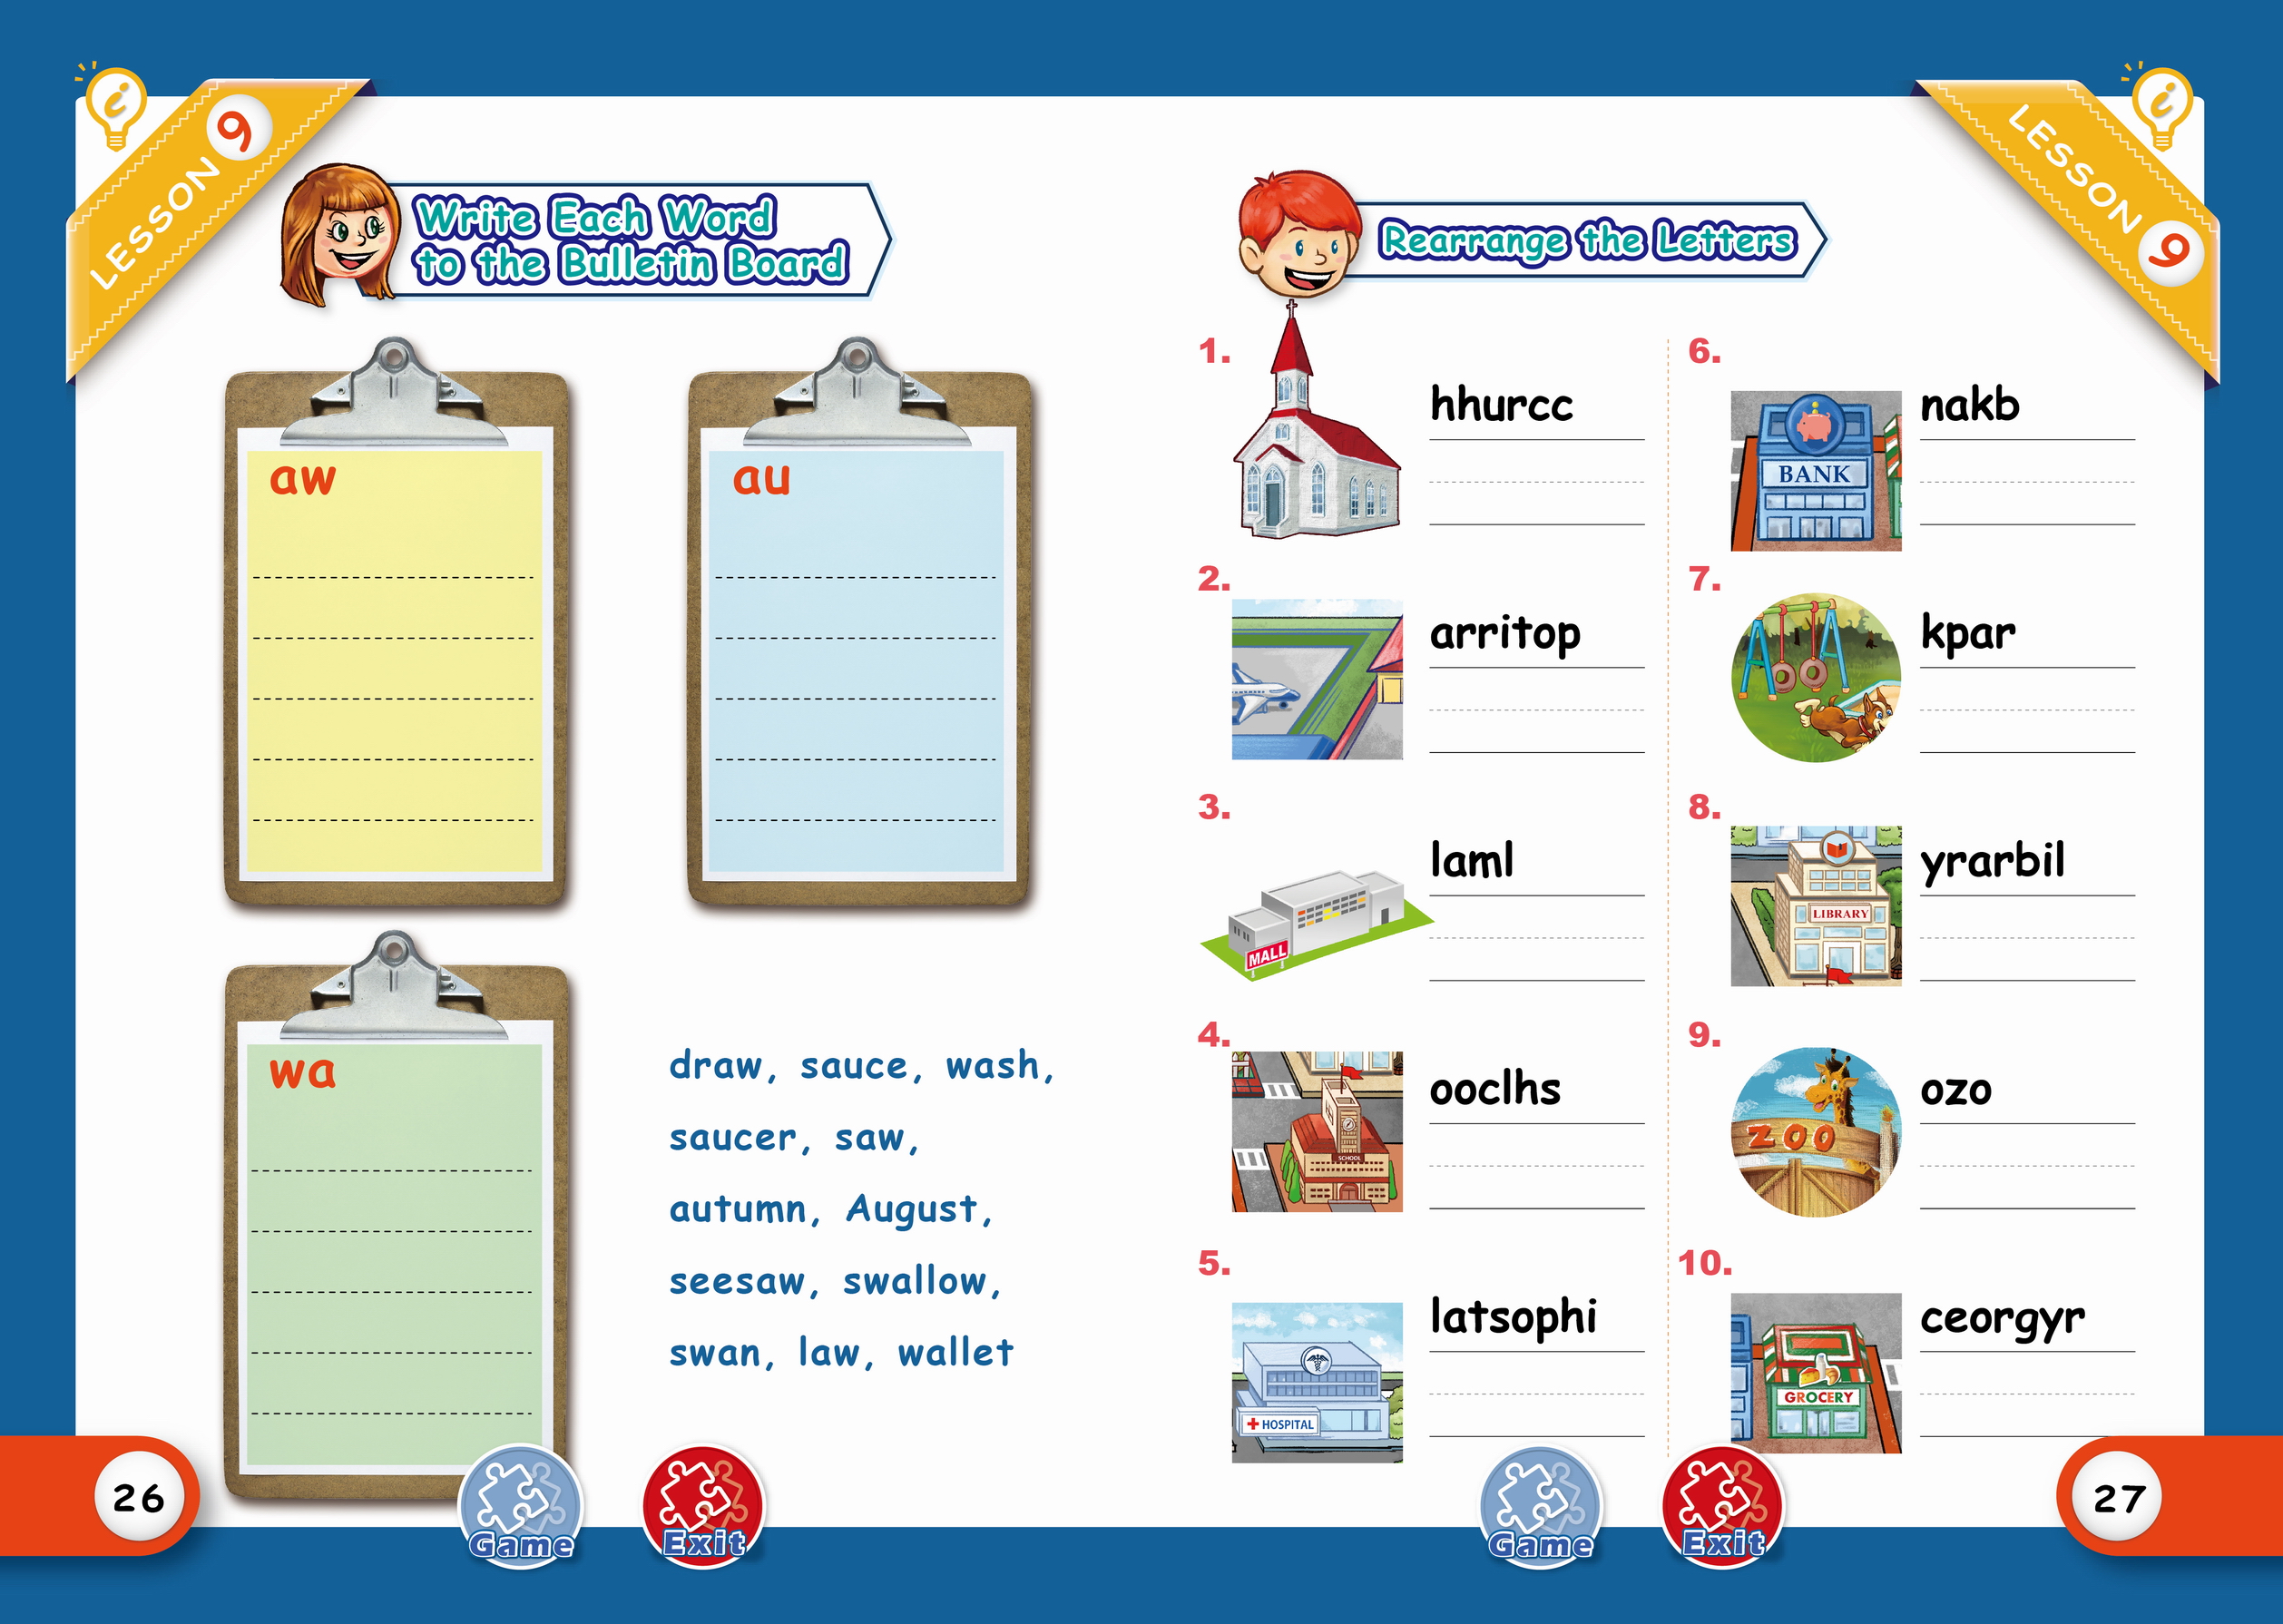 LESSON 9
Write Each Word
to the Bulletin Board
aw
au
wa
draw, sauce, wash,
saucer, saw,
autumn, August,
seesaw, swallow,
swan, law, wallet
26
Game
Exit
LESSON 9
Rearrange the Letters
1.
hhurcc
2.
arritop
3.
MALL
laml
4.
SCHOOL
ooclhs
5.
HOSPITAL
latsophi
6.
BANK
nakb
7.
kpar
8.
LIBRARY
yrarbil
9.
ZOO
ozo
10.
GROCERY
ceorgyr
Game
Exit
27